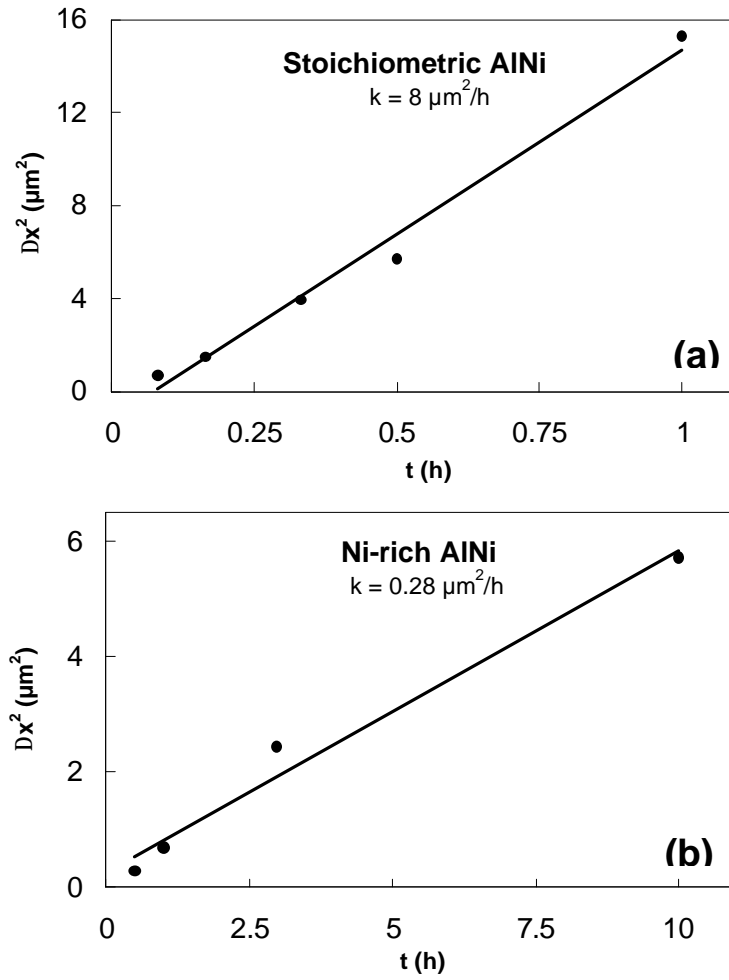 16
12
8
4
0
Dx² (µm²)
Stoichiometric AlNi
k = 8 µm²/h
(a)
0 0.25 0.5 0.75 1
t (h)
6
4
2
0
Dx² (µm²)
Ni-rich AlNi
k = 0.28 µm²/h
(b)
0 2.5 5 7.5 10
t (h)